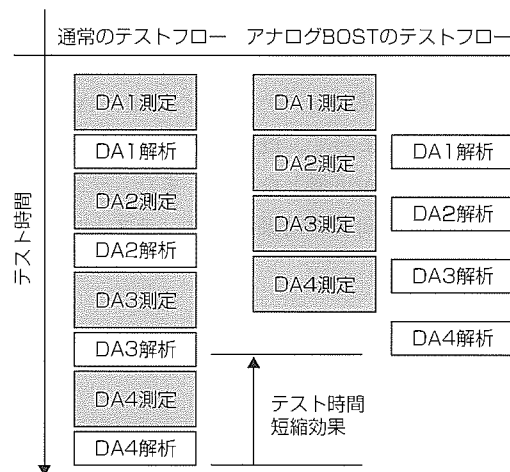 通常のテストフロー
アナログBOSTのテストフロー
テスト時間
DA1測定
DA1解析
DA2測定
DA2解析
DA3測定
DA3解析
DA4測定
DA4解析
DA1測定
DA2測定
DA3測定
DA4測定
DA1解析
DA2解析
DA3解析
DA4解析
テスト時間
短縮効果